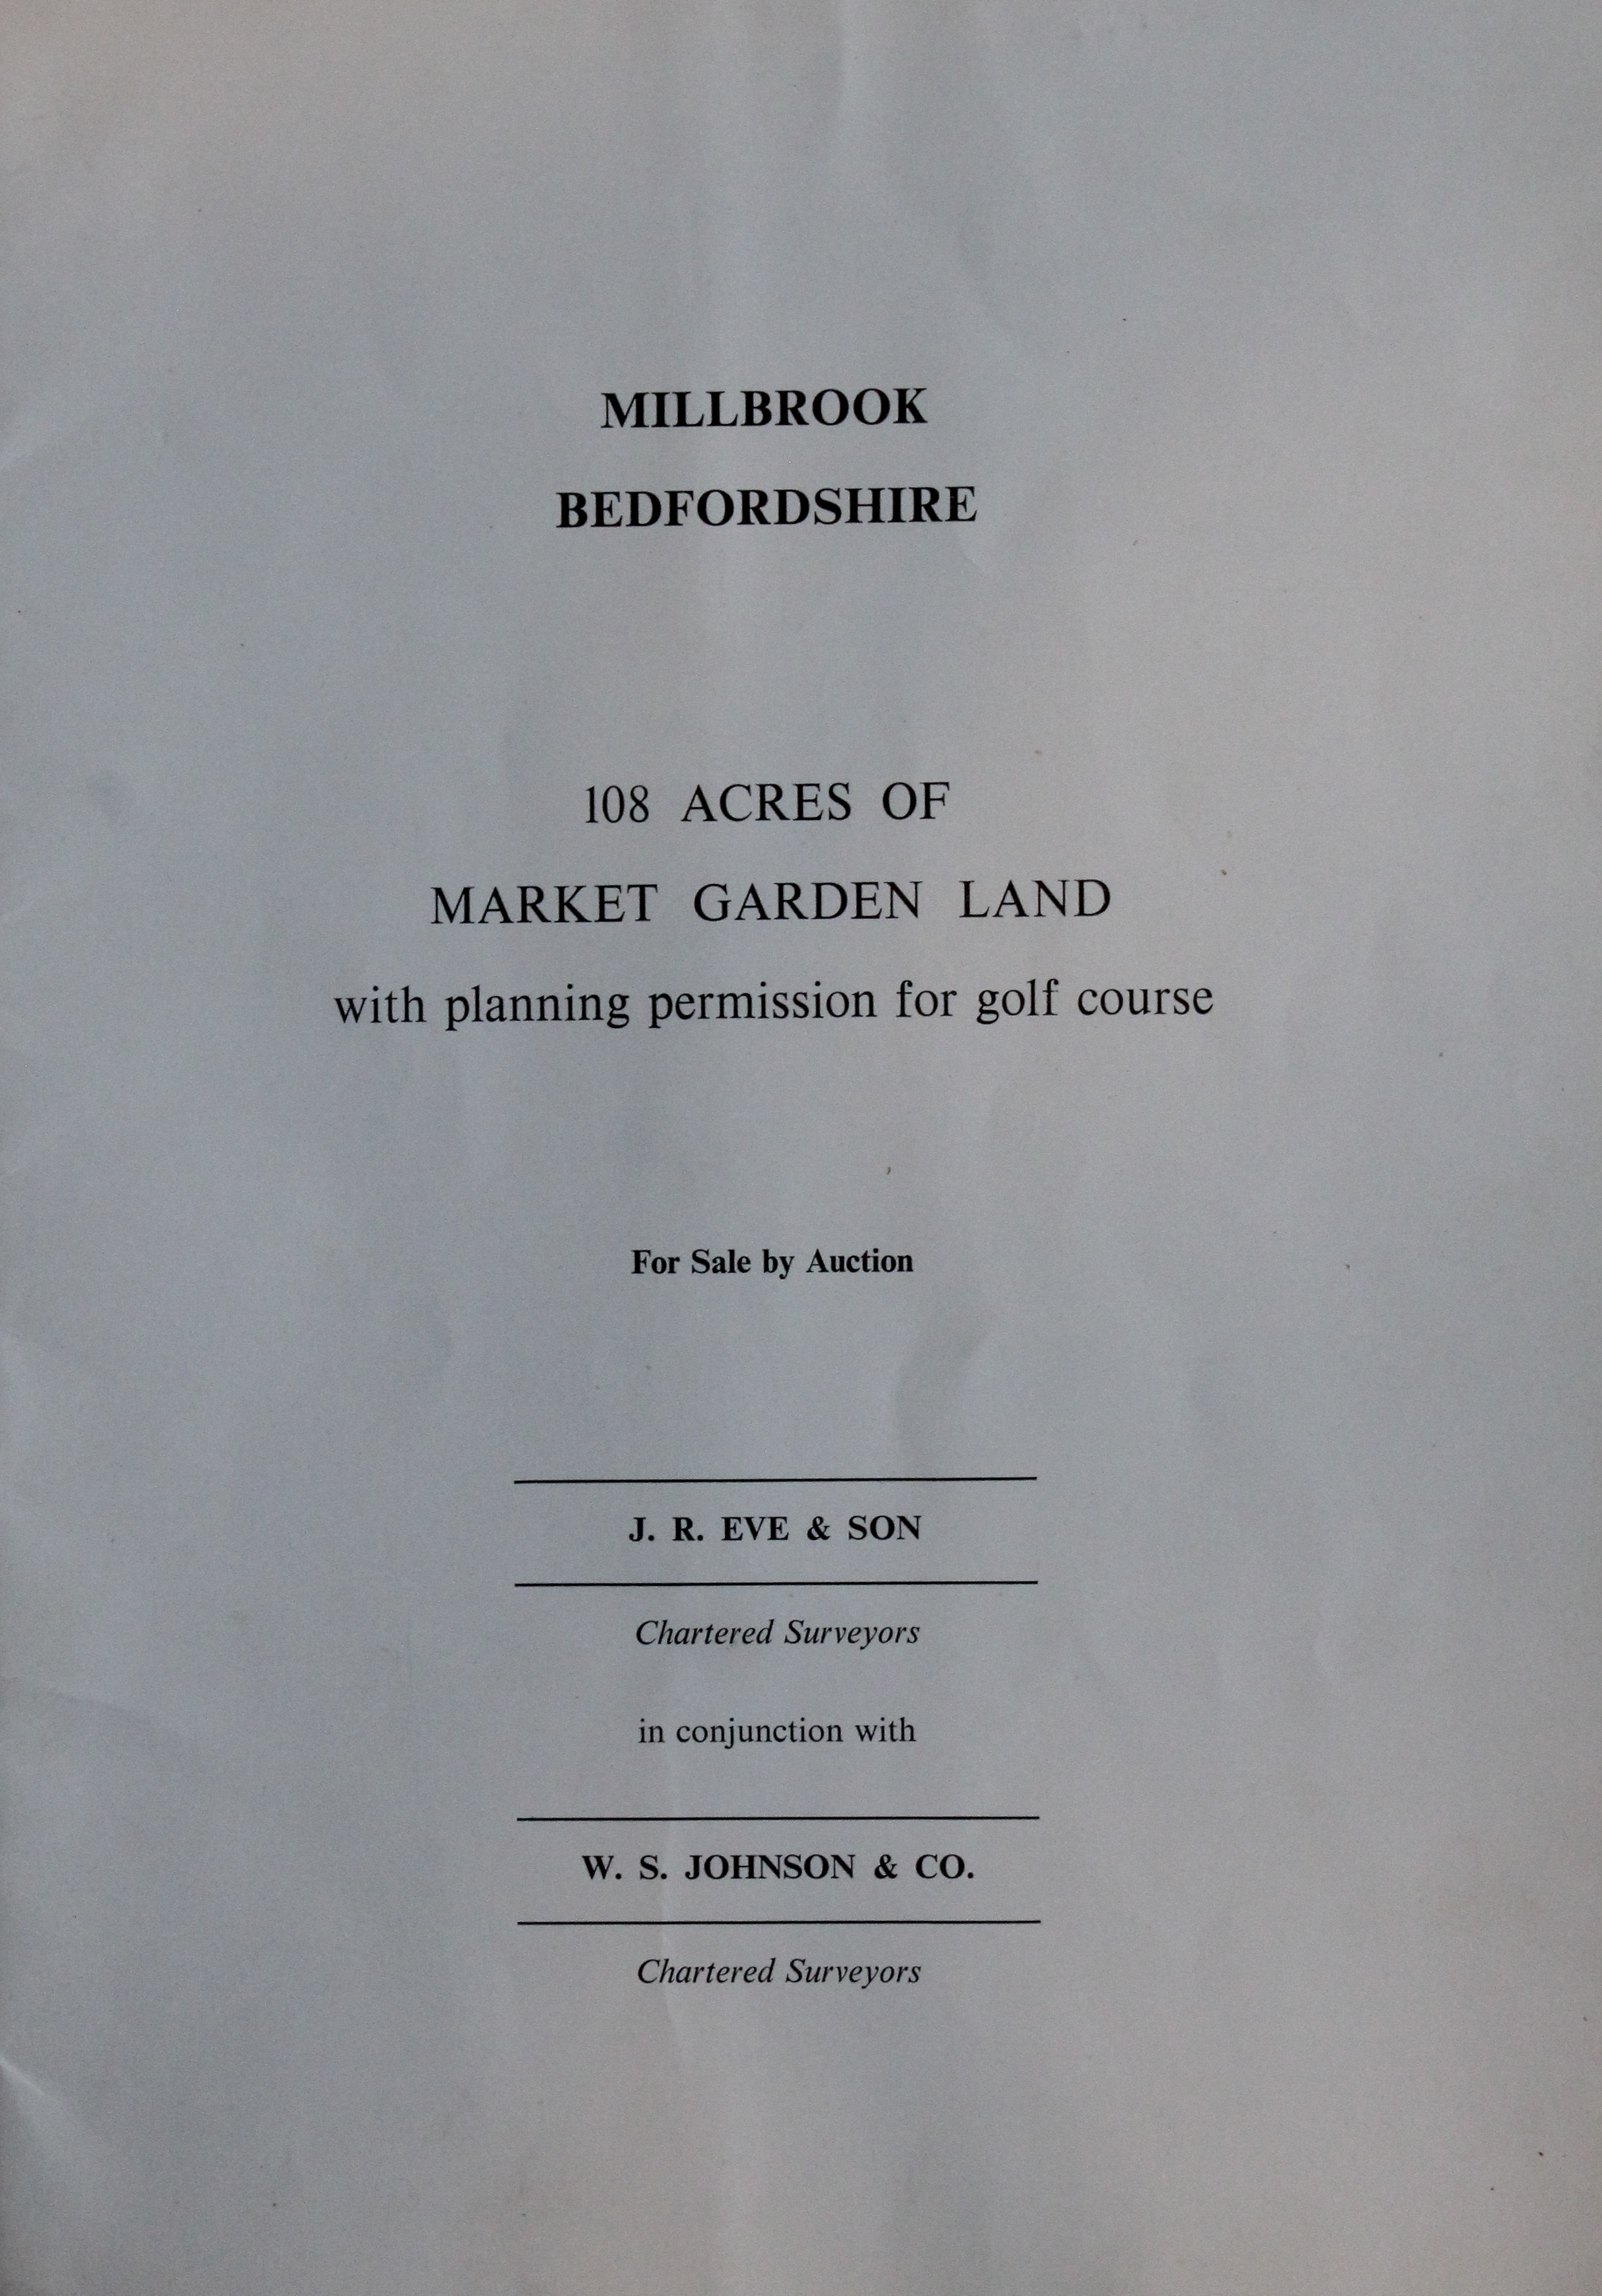 MILLBROOK
BEDFORDSHIRE
108 ACRES OF
MARKET GARDEN LAND
with planning permission for golf course
For Sale by Auction
J. R. EVE & SON
Chartered Surveyors
in conjunction with
W. S. JOHNSON & CO.
Chartered Surveyors